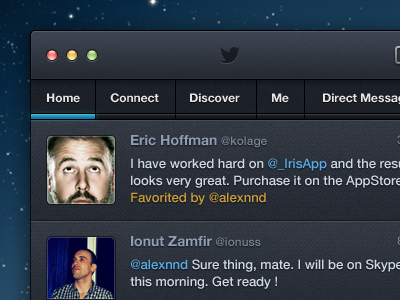 Home Connect Discover Me Direct Messa
Eric Hoffman @kolage
I have worked hard on @_IrisApp and the resu
looks very great. Purchase it on the AppStore
Favorited by @alexnnd
Ionut Zamfir @ionuss
@alexnnd Sure thing, mate. I will be on Skype
this morning. Get ready !